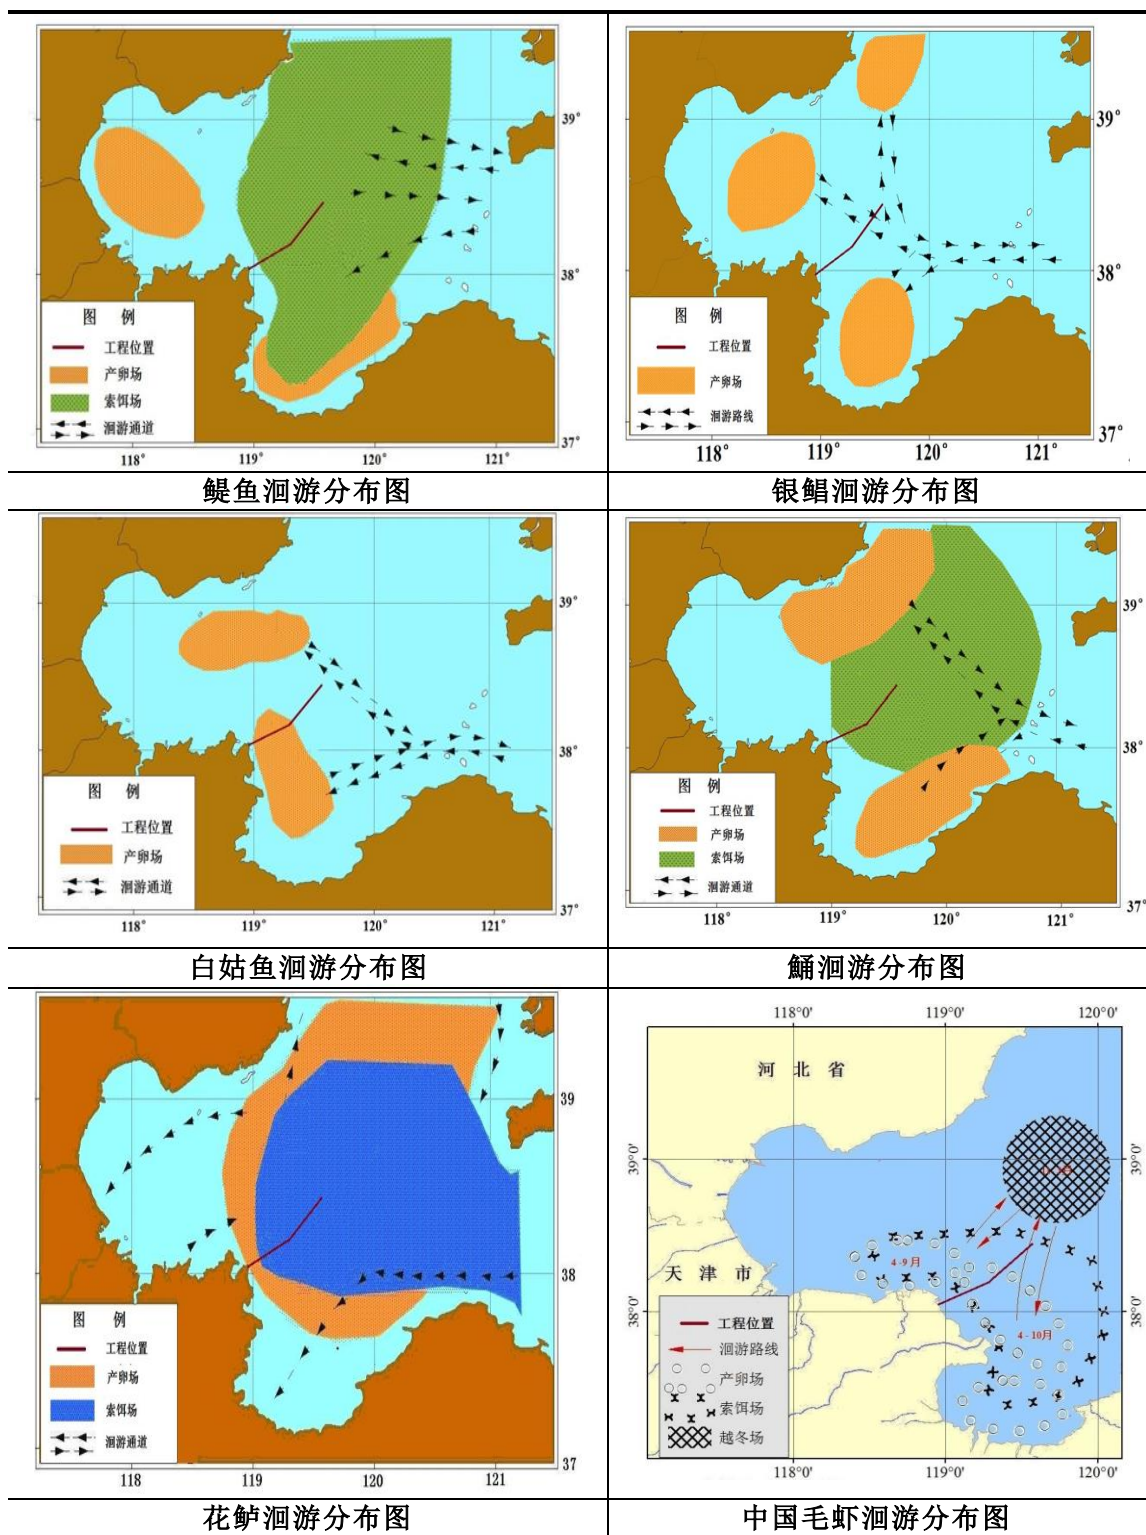 39°
38°
37°
图 例
工程位置
产卵场
索饵场
洄游通道
118°
119°
120°
121°
鳀鱼洄游分布图
39°
38°
37°
图 例
工程位置
产卵场
洄游路线
118°
119°
120°
121°
银鲳洄游分布图
39°
38°
37°
图 例
工程位置
产卵场
洄游通道
118°
119°
120°
121°
白姑鱼洄游分布图
39°
38°
37°
图 例
工程位置
产卵场
索饵场
洄游通道
118°
119°
120°
121°
鲬洄游分布图
39
38
37
图 例
工程位置
产卵场
索饵场
洄游通道
118
119
120
121
花鲈洄游分布图
118°0'
119°0'
120°0'
河 北 省
39°0'
39°0'
4-9月
天 津 市
38°0'
38°0'
4-10月
工程位置
洄游路线
产卵场
索饵场
越冬场
118°0'
119°0'
120°0'
中国毛虾洄游分布图